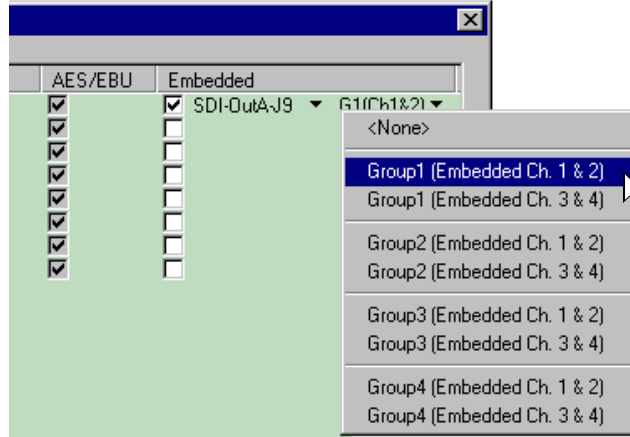 AES/EBU Embedded
SDI-OutA-J9 G1(Ch1&2)
<None>
Group1 (Embedded Ch. 1 & 2)
Group1 (Embedded Ch. 3 & 4)
Group2 (Embedded Ch. 1 & 2)
Group2 (Embedded Ch. 3 & 4)
Group3 (Embedded Ch. 1 & 2)
Group3 (Embedded Ch. 3 & 4)
Group4 (Embedded Ch. 1 & 2)
Group4 (Embedded Ch. 3 & 4)